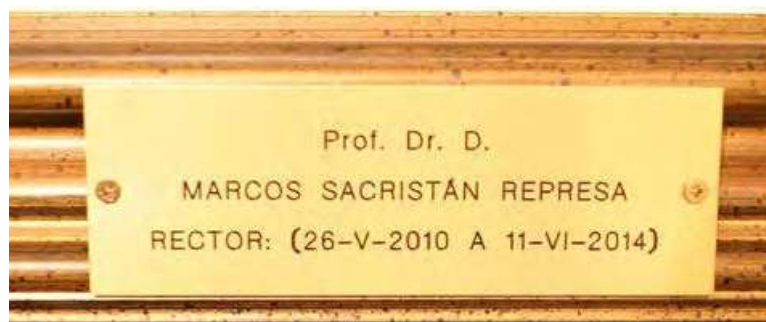 Prof. Dr. D.
MARCOS SACRISTÁN REPRESA
RECTOR: (26-V-2010 A 11-VI-2014)